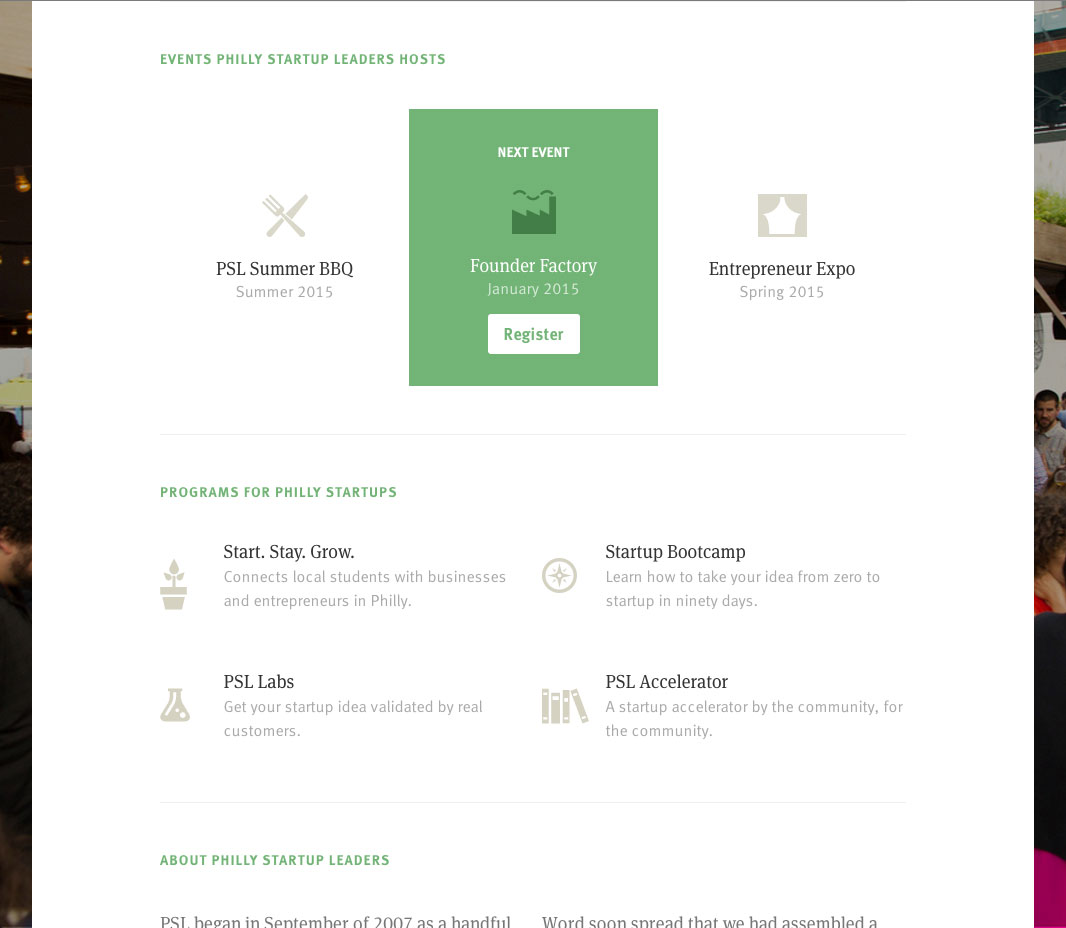 EVENTS PHILLY STARTUP LEADERS HOSTS
PSL Summer BBQ
Summer 2015
NEXT EVENT
Founder Factory
January 2015
Register
Entrepreneur Expo
Spring 2015
PROGRAMS FOR PHILLY STARTUPS
Start. Stay. Grow.
Connects local students with businesses
and entrepreneurs in Philly.
Startup Bootcamp
Learn how to take your idea from zero to
startup in ninety days.
PSL Labs
Get your startup idea validated by real
customers.
PSL Accelerator
A startup accelerator by the community, for
the community.
ABOUT PHILLY STARTUP LEADERS
PSL began in September of 2007 as a handful
Word soon spread that we had assembled a